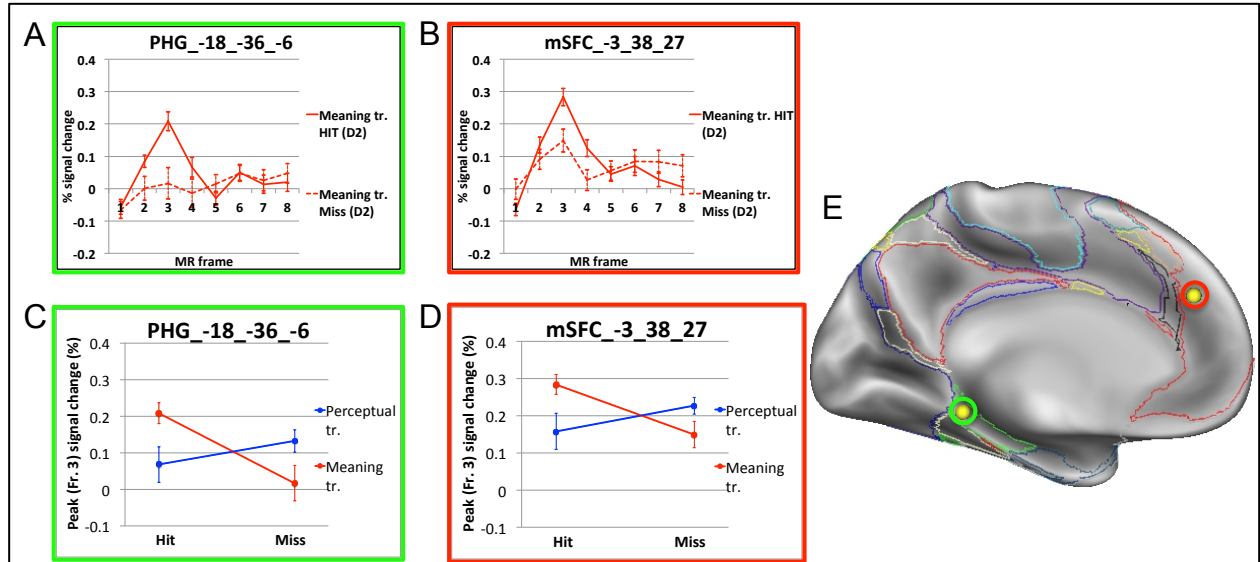 A
PHG_-18_-36_-6
0.4
0.3
0.2
0.1
0
-0.1
-0.2
% signal change
1 2 3 4 5 6 7 8
MR frame
Meaning tr.
HIT (D2)
Meaning tr.
Miss (D2)
B
mSFC_-3_38_27
0.4
0.3
0.2
0.1
0
-0.1
-0.2
% signal change
1 2 3 4 5 6 7 8
MR frame
Meaning tr. HIT
(D2)
Meaning tr.
Miss (D2)
C
PHG_-18_-36_-6
0.4
0.3
0.2
0.1
0
-0.1
Peak (Fr. 3) signal change (%)
Hit Miss
Perceptual
tr.
Meaning
tr.
D
mSFC_-3_38_27
0.4
0.3
0.2
0.1
0
-0.1
Peak (Fr. 3) signal change (%)
Hit Miss
Perceptual
tr.
Meaning
tr.
E